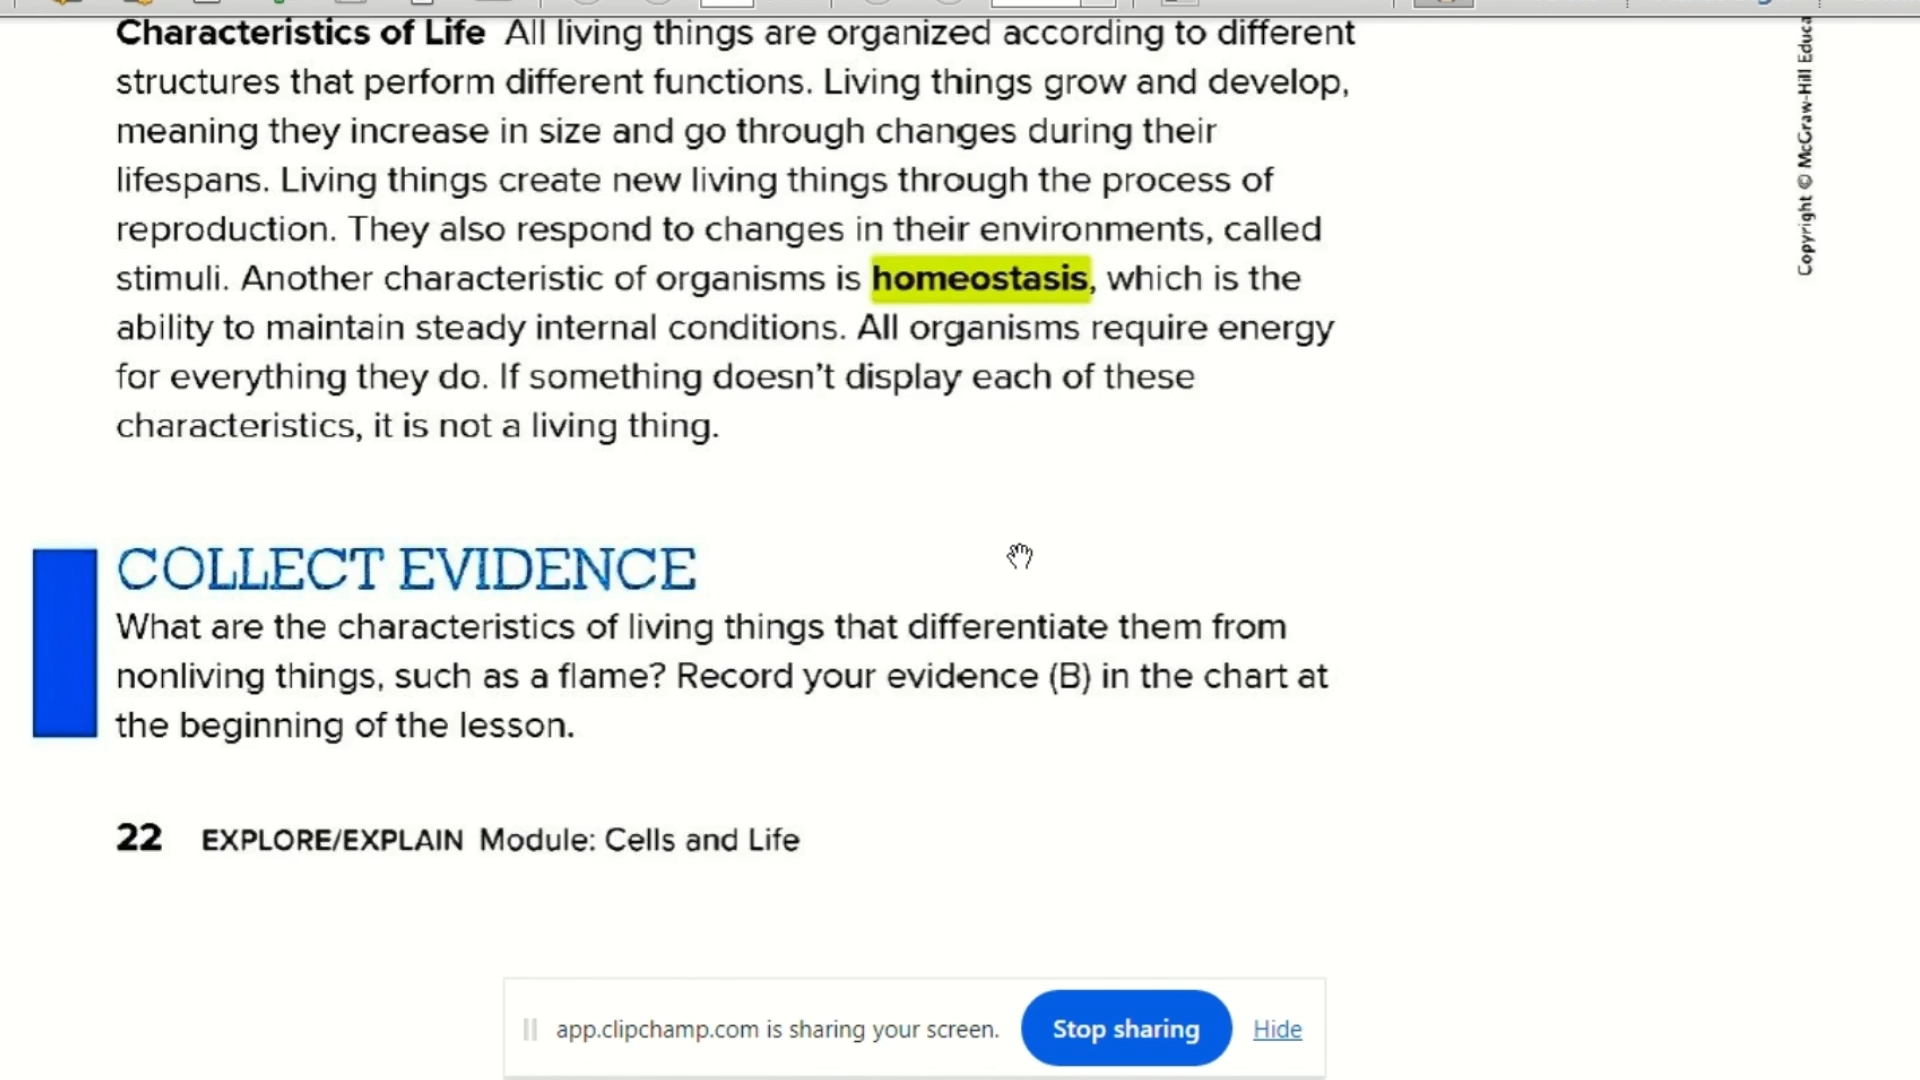 Characteristics of Life All living things are organized according to different
structures that perform different functions. Living things grow and develop,
meaning they increase in size and go through changes during their
lifespans. Living things create new living things through the process of
reproduction. They also respond to changes in their environments, called
stimuli. Another characteristic of organisms is homeostasis, which is the
ability to maintain steady internal conditions. All organisms require energy
for everything they do. If something doesn't display each of these
characteristics, it is not a living thing.
Copyright © McGraw-Hill Educa
COLLECT EVIDENCE
What are the characteristics of living things that differentiate them from
nonliving things, such as a flame? Record your evidence (B) in the chart at
the beginning of the lesson.
22 EXPLORE/EXPLAIN Module: Cells and Life
app.clipchamp.com is sharing your screen. Stop sharing Hide